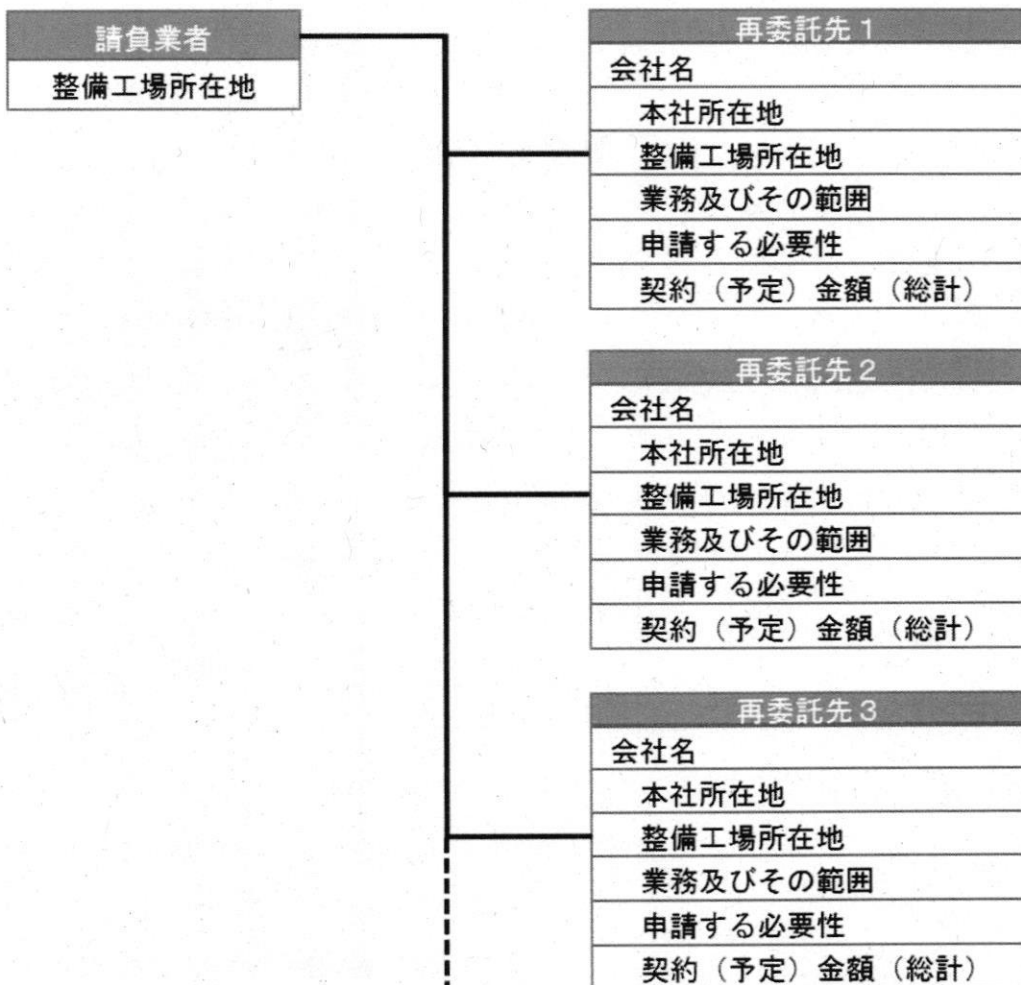 請負業者
整備工場所在地
再委託先1
会社名
本社所在地
整備工場所在地
業務及びその範囲
申請する必要性
契約（予定）金額（総計）
再委託先2
会社名
本社所在地
整備工場所在地
業務及びその範囲
申請する必要性
契約（予定）金額（総計）
再委託先3
会社名
本社所在地
整備工場所在地
業務及びその範囲
申請する必要性
契約（予定）金額（総計）